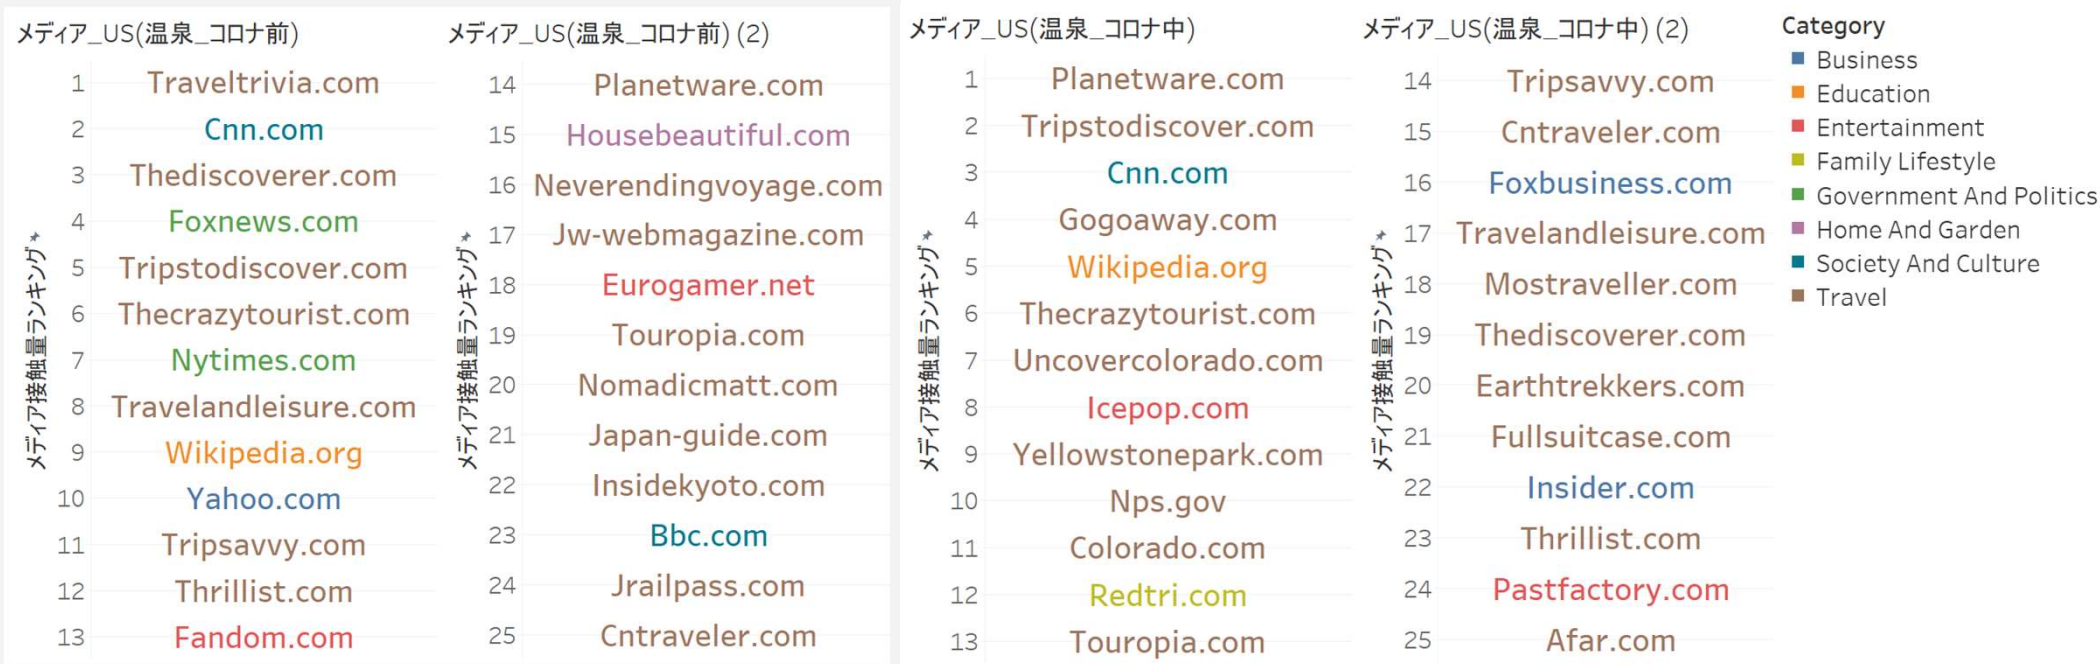 メディア_US(温泉_コロナ前)
メディア接触量ランキング
1 Traveltrivia.com
2 Cnn.com
3 Thediscoverer.com
4 Foxnews.com
5 Tripstodiscover.com
6 Thecrazytourist.com
7 Nytimes.com
8 Travelandleisure.com
9 Wikipedia.org
10 Yahoo.com
11 Tripsavvy.com
12 Thrillist.com
13 Fandom.com
メディア_US(温泉_コロナ前) (2)
メディア接触量ランキング
14 Planetware.com
15 Housebeautiful.com
16 Neverendingvoyage.com
17 Jw-webmagazine.com
18 Eurogamer.net
19 Touropia.com
20 Nomadicmatt.com
21 Japan-guide.com
22 Insidekyoto.com
23 Bbc.com
24 Jrailpass.com
25 Cntraveler.com
メディア_US(温泉_コロナ中)
メディア接触量ランキング
1 Planetware.com
2 Tripstodiscover.com
3 Cnn.com
4 Gogoaway.com
5 Wikipedia.org
6 Thecrazytourist.com
7 Uncovercolorado.com
8 Icepop.com
9 Yellowstonepark.com
10 Nps.gov
11 Colorado.com
12 Redtri.com
13 Touropia.com
メディア_US(温泉_コロナ中) (2)
メディア接触量ランキング
14 Tripsavvy.com
15 Cntraveler.com
16 Foxbusiness.com
17 Travelandleisure.com
18 Mostraveller.com
19 Thediscoverer.com
20 Earthtrekkers.com
21 Fullsuitcase.com
22 Insider.com
23 Thrillist.com
24 Pastfactory.com
25 Afar.com
Category
Business
Education
Entertainment
Family Lifestyle
Government And Politics
Home And Garden
Society And Culture
Travel